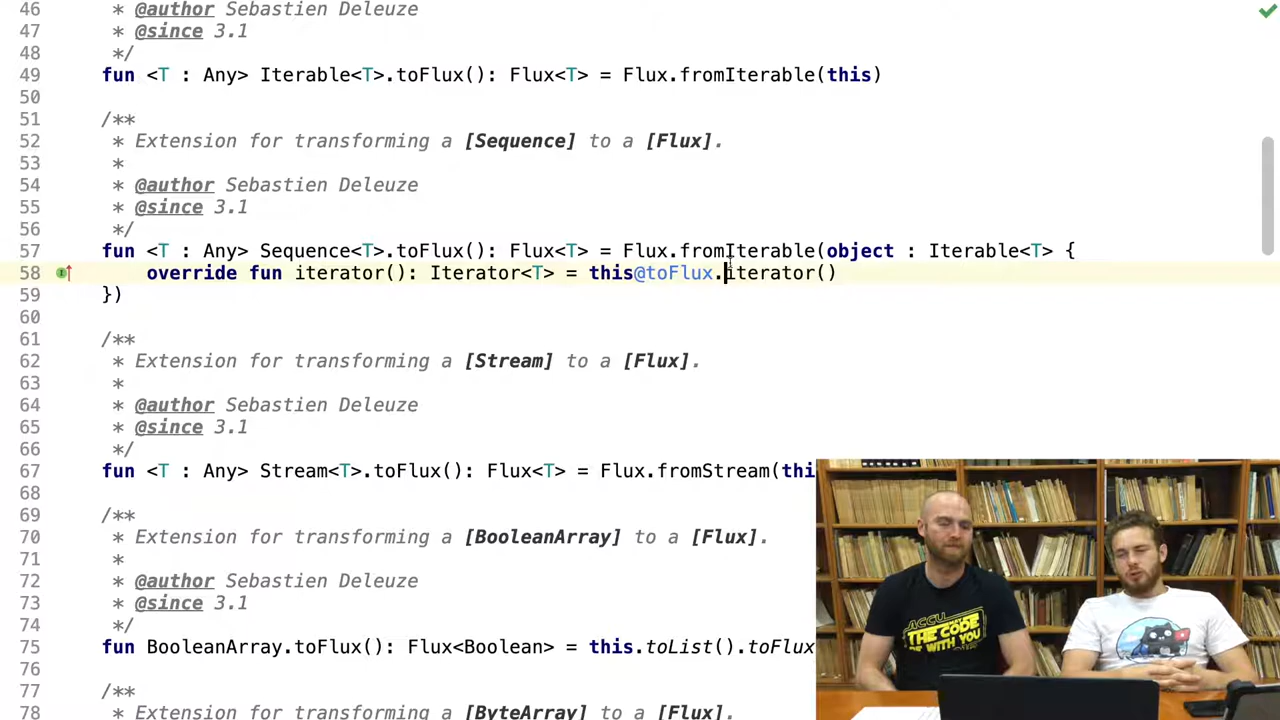 46 * @author Sebastien Deleuze
47 * @since 3.1
48 */
49 fun <T : Any> Iterable<T>.toFlux(): Flux<T> = Flux.fromIterable(this)
50
51 /**
52 * Extension for transforming a [Sequence] to a [Flux].
53 *
54 * @author Sebastien Deleuze
55 * @since 3.1
56 */
57 fun <T : Any> Sequence<T>.toFlux(): Flux<T> = Flux.fromIterable(object : Iterable<T> {
58 override fun iterator(): Iterator<T> = this@toFlux.iterator()
59 })
60
61 /**
62 * Extension for transforming a [Stream] to a [Flux].
63 *
64 * @author Sebastien Deleuze
65 * @since 3.1
66 */
67 fun <T : Any> Stream<T>.toFlux(): Flux<T> = Flux.fromStream(thi
68
69 /**
70 * Extension for transforming a [BooleanArray] to a [Flux].
71 *
72 * @author Sebastien Deleuze
73 * @since 3.1
74 */
75 fun BooleanArray.toFlux(): Flux<Boolean> = this.toList().toFlux
76
77 /**
78 * Extension for transforming a [ByteArray] to a [Flux].
ACCU
THE CODE
BE WITH YOU